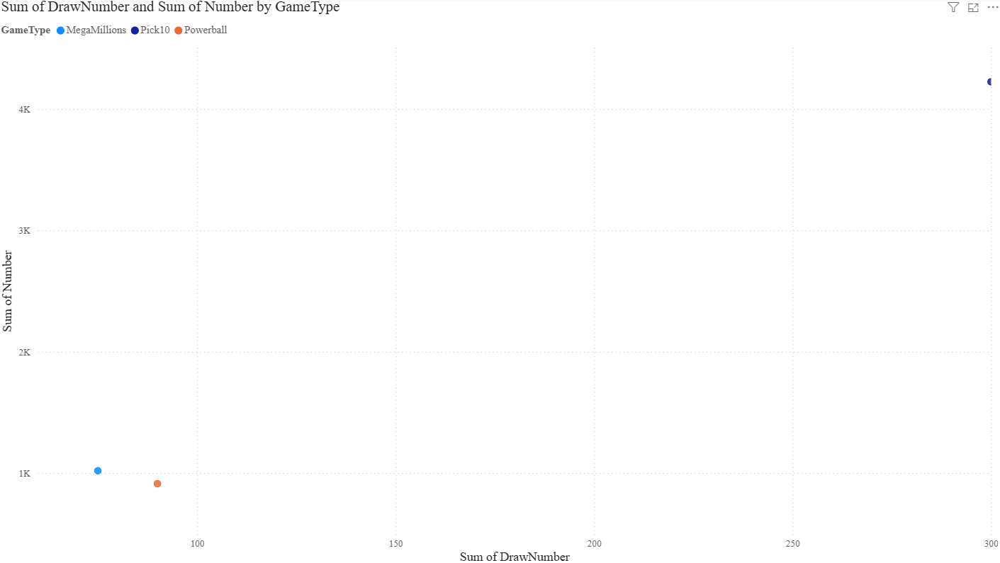 Sum of DrawNumber and Sum of Number by GameType
GameType MegaMillions Pick10 Powerball
4K
3K
2K
1K
Sum of Number
100 150 200 250 300
Sum of DrawNumber